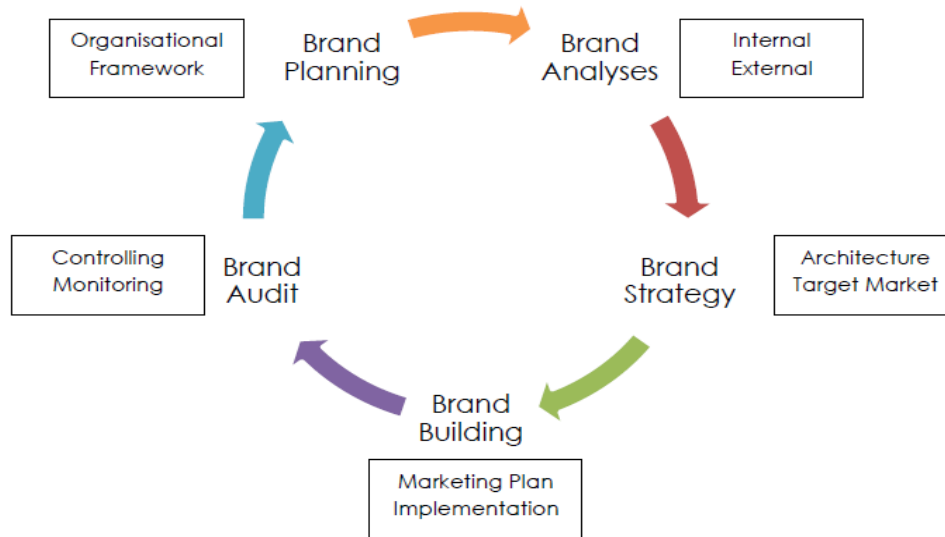 Organisational
Framework
Brand
Planning
Brand
Analyses
Internal
External
Controlling
Monitoring
Brand
Audit
Brand
Strategy
Architecture
Target Market
Brand
Building
Marketing Plan
Implementation